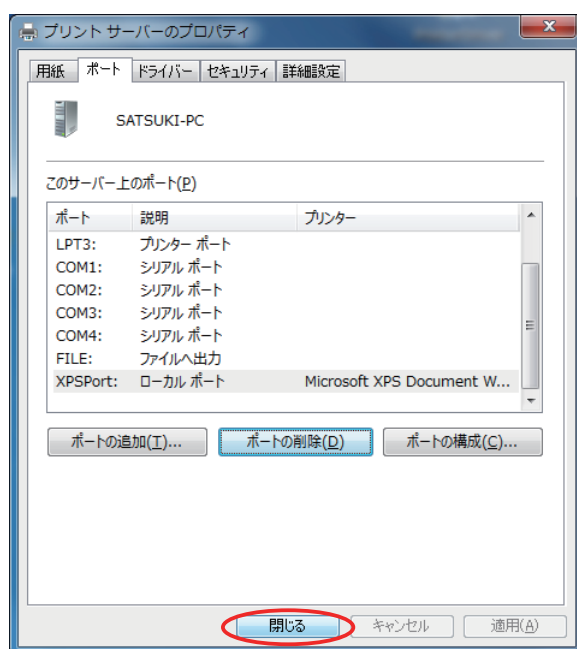 プリント サーバーのプロパティ
用紙 ポート ドライバー セキュリティ 詳細設定
SATSUKI-PC
このサーバー上のポート(P)
ポート 説明 プリンター
LPT3: プリンター ポート
COM1: シリアル ポート
COM2: シリアル ポート
COM3: シリアル ポート
COM4: シリアル ポート
FILE: ファイルへ出力
XPSPort: ローカル ポート Microsoft XPS Document W...
ポートの追加(T)... ポートの削除(D) ポートの構成(C)...
閉じる キャンセル 適用(A)